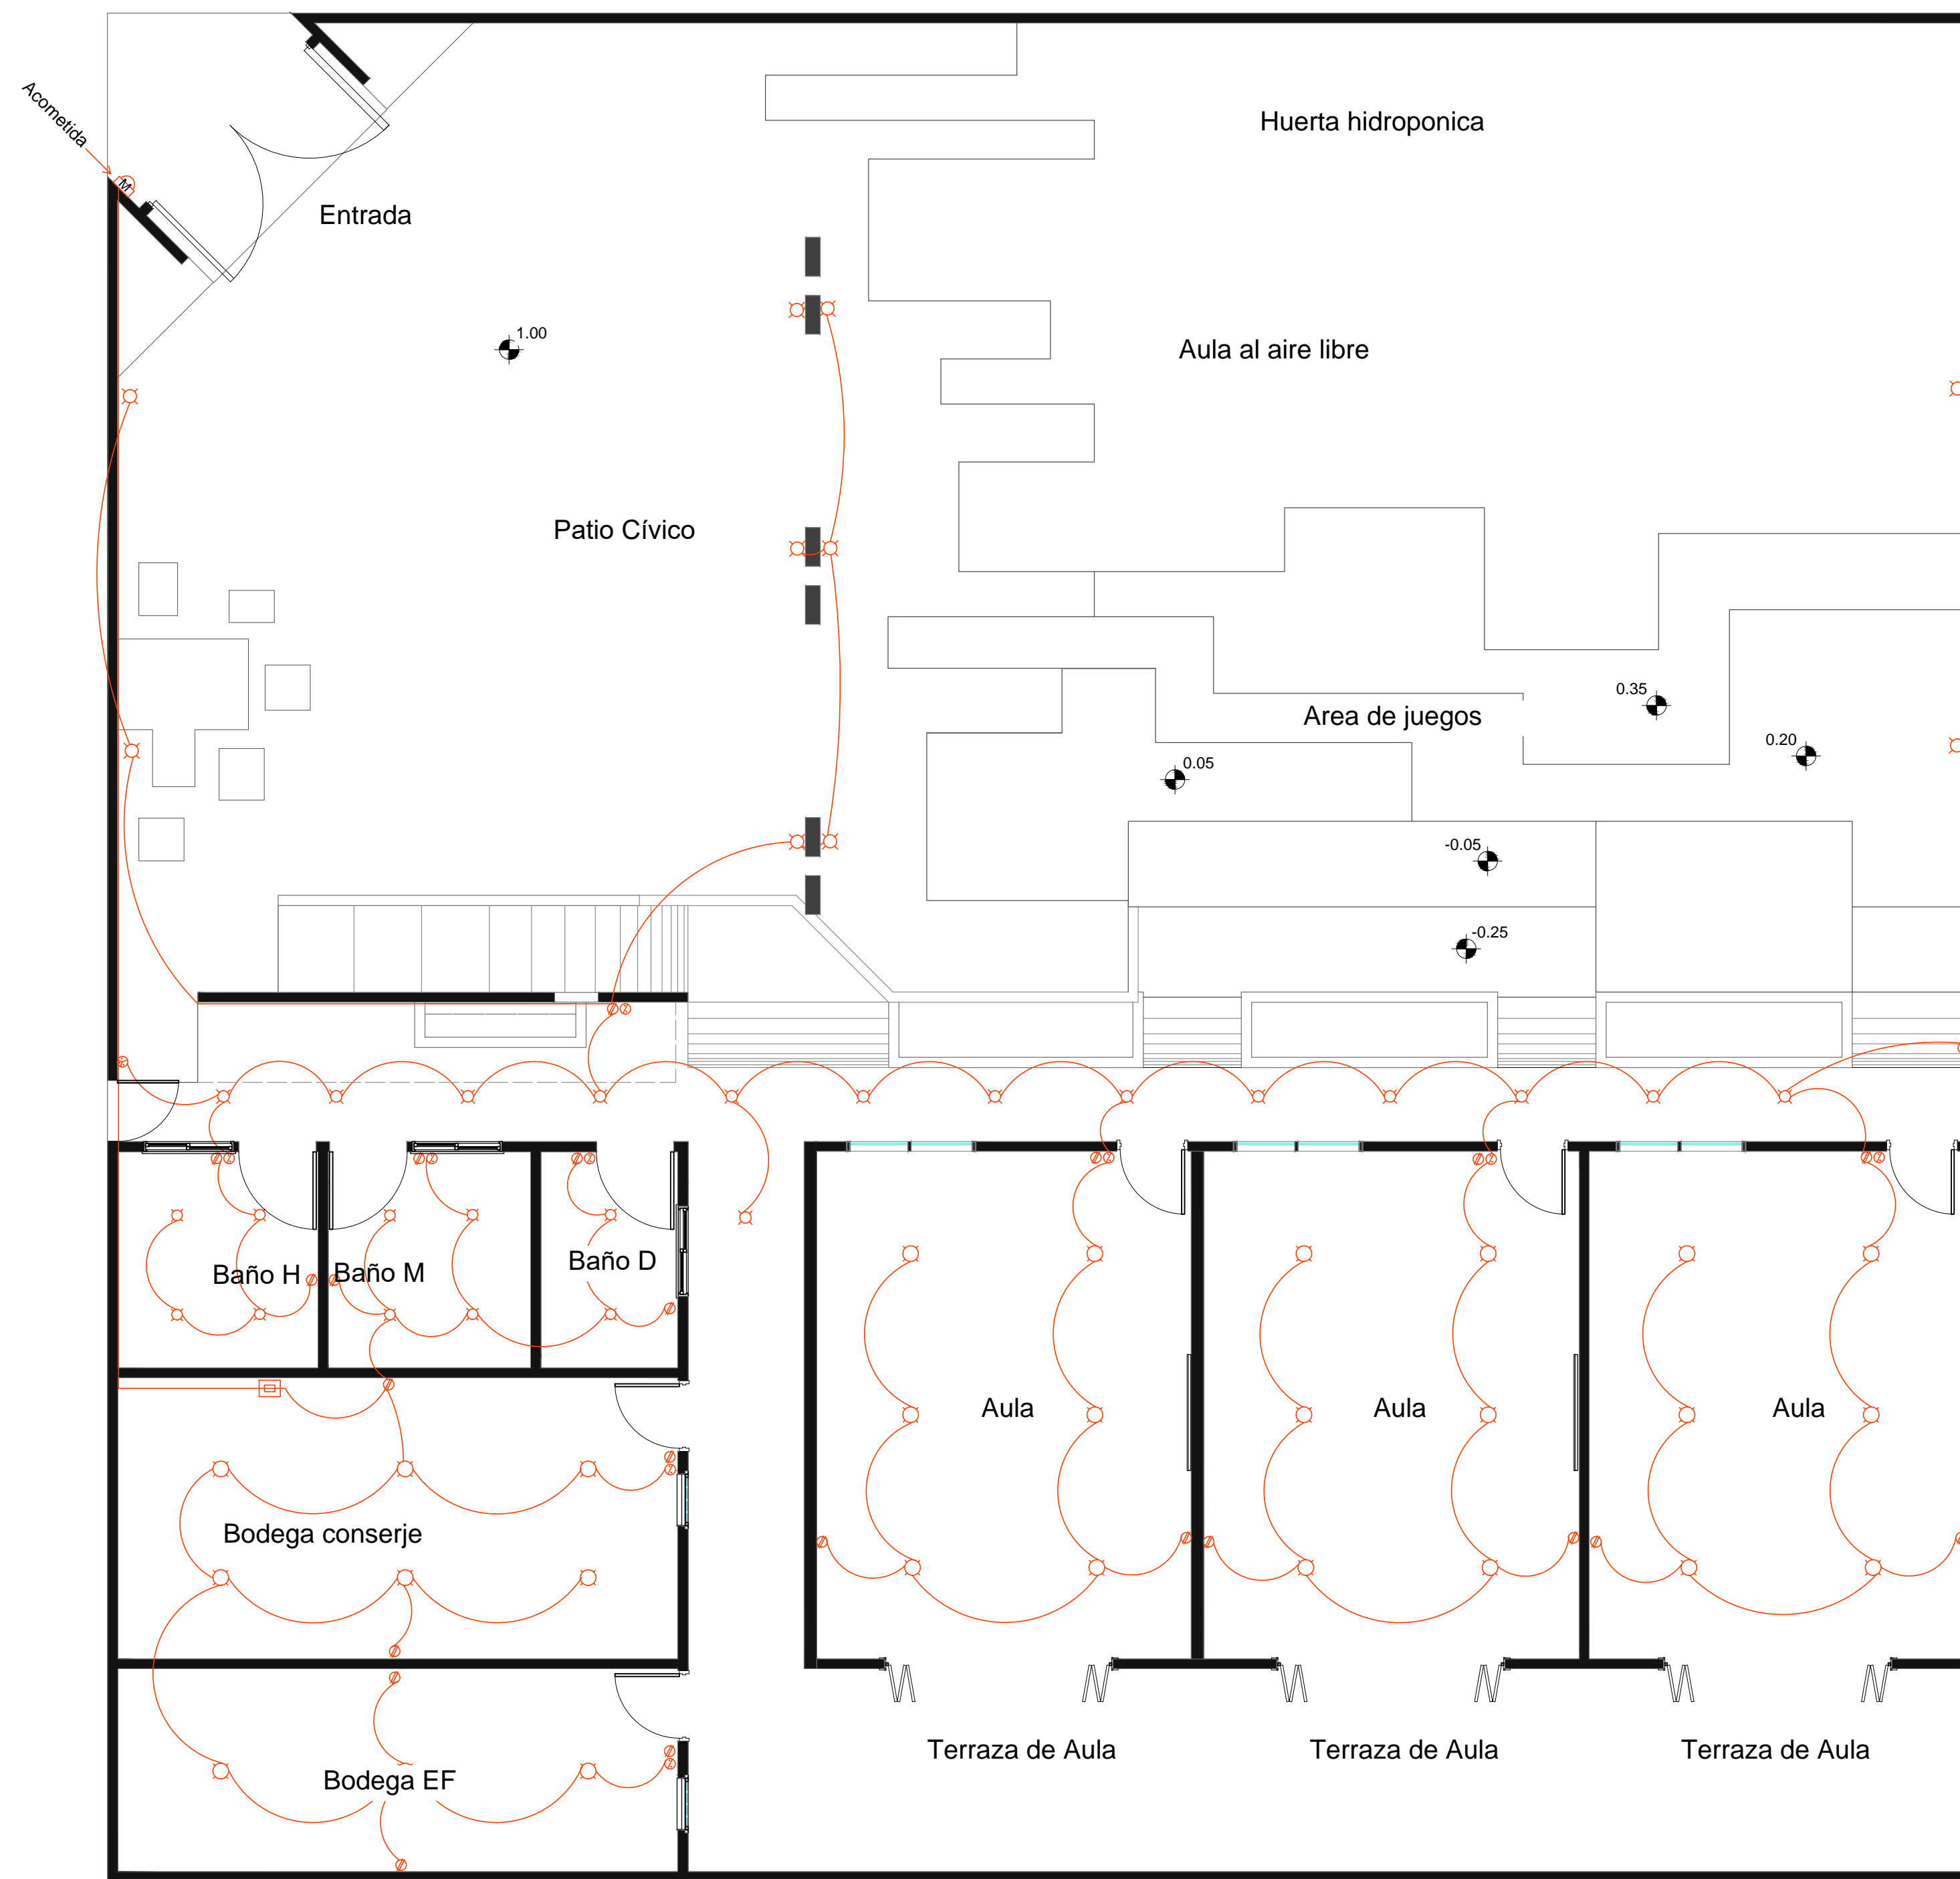 Acometida
M
Huerta hidroponica
Entrada
1.00
Aula al aire libre
Patio Cívico
0.35
Area de juegos
0.20
0.05
-0.05
-0.25
Baño H
Baño M
Baño D
Aula
Aula
Aula
Bodega conserje
Terraza de Aula
Terraza de Aula
Terraza de Aula
Bodega EF